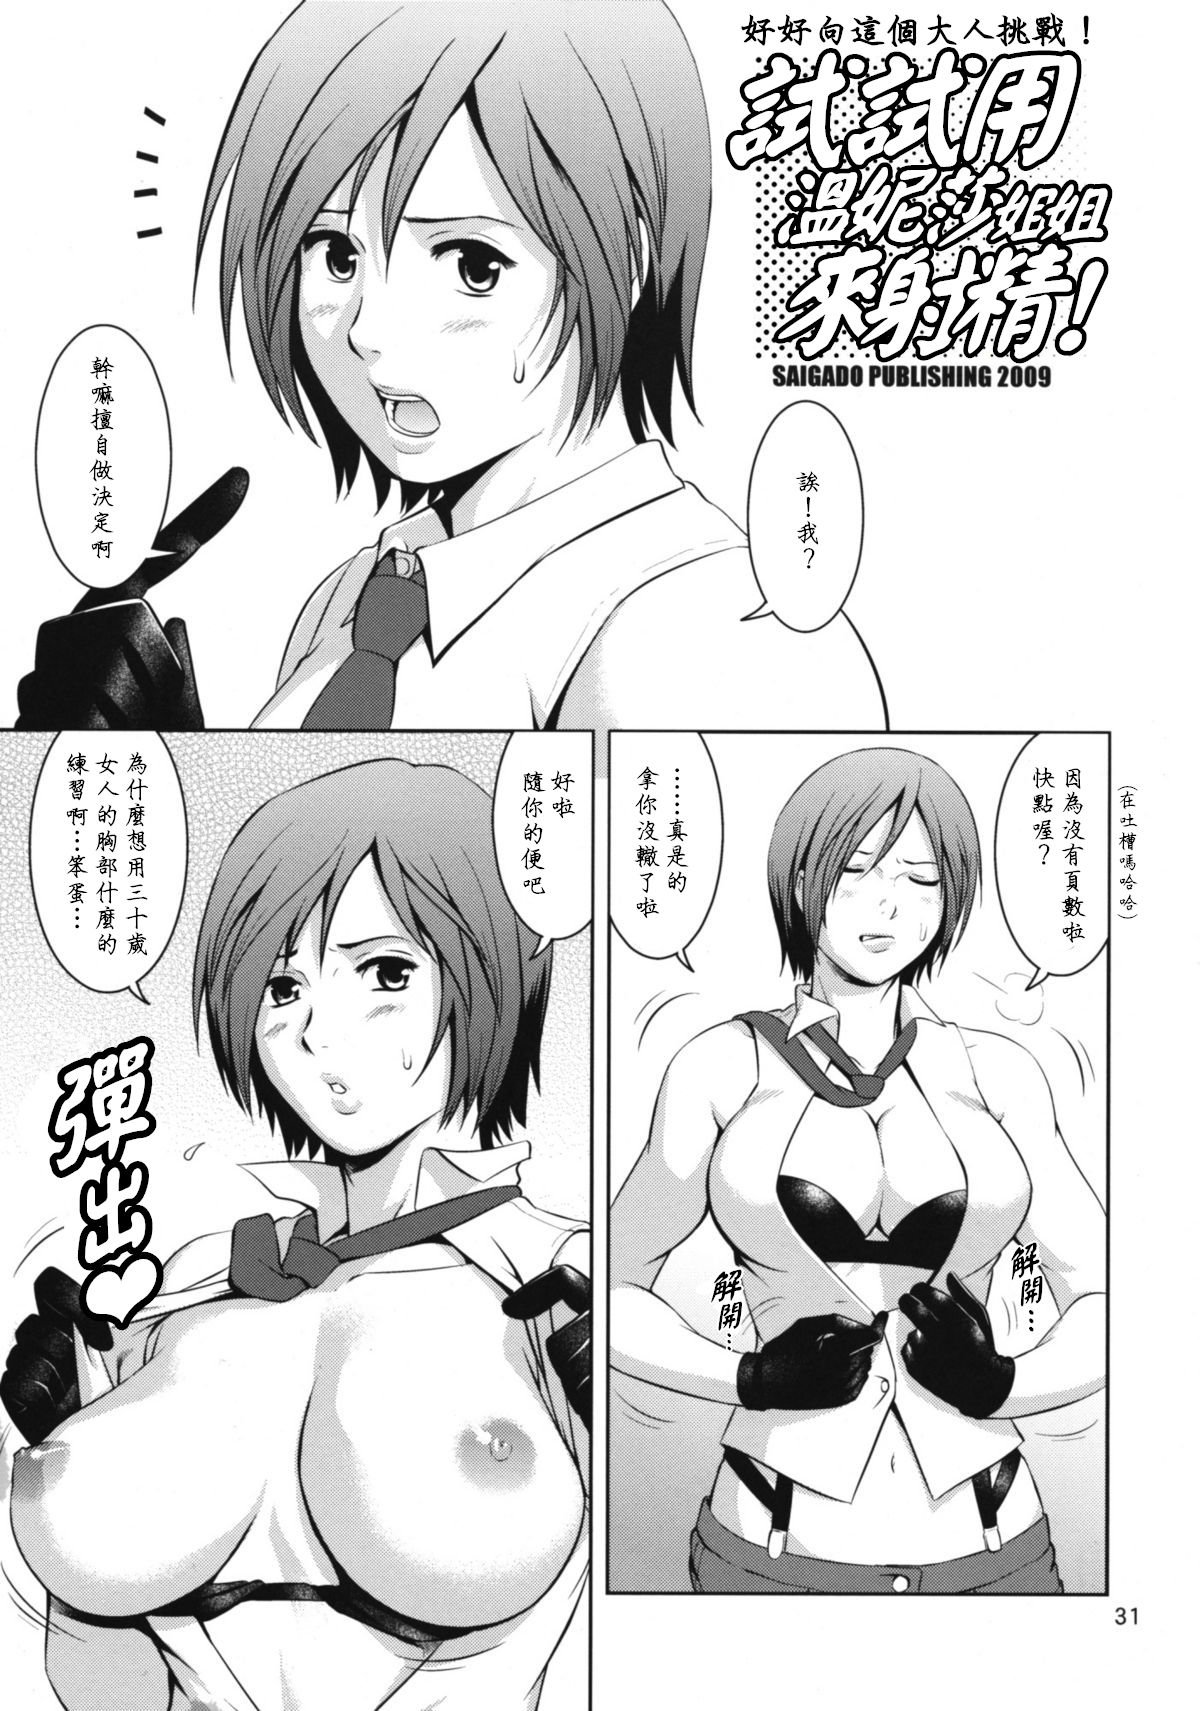 好好向這個大人挑戰！
試試用
溫妮莎姐姐
來射精！
SAIGADO PUBLISHING 2009
誒！我？
幹嘛擅自做決定啊
（在吐槽嗎哈哈）
因為沒有頁數啦
快點喔？
……真是的
拿你沒轍了啦
解開…
解開…
好啦
隨你的便吧
為什麼想用三十歲
女人的胸部什麼的
練習啊…笨蛋…
彈出♥
31